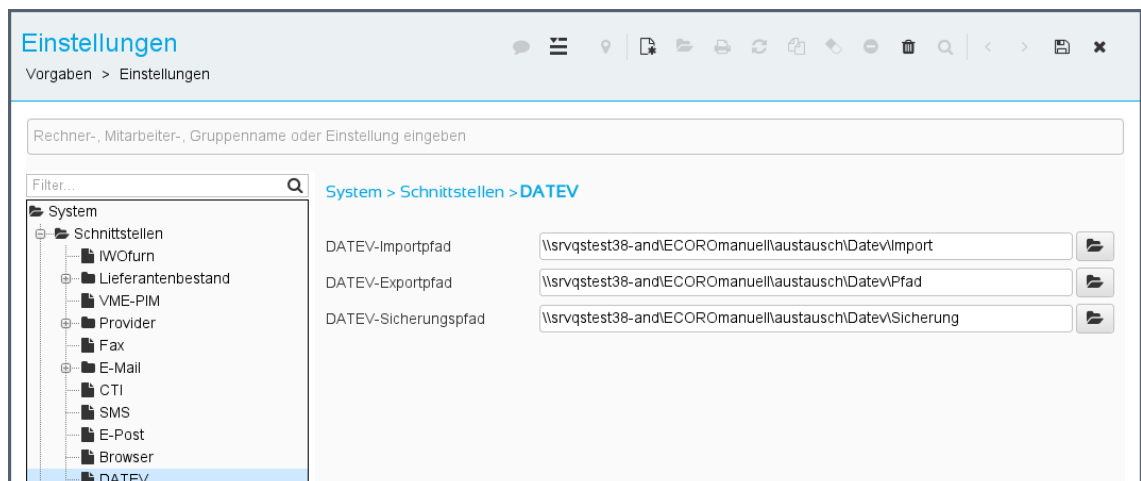 Einstellungen
Vorgaben > Einstellungen
Rechner-, Mitarbeiter-, Gruppenname oder Einstellung eingeben
Filter...
System
Schnittstellen
IWOfurn
Lieferantenbestand
VME-PIM
Provider
Fax
E-Mail
CTI
SMS
E-Post
Browser
DATEV
System > Schnittstellen >DATEV
DATEV-Importpfad \\srvqstest38-and\ECOROmanuell\austausch\Datev\Import
DATEV-Exportpfad \\srvqstest38-and\ECOROmanuell\austausch\Datev\Pfad
DATEV-Sicherungspfad \\srvqstest38-and\ECOROmanuell\austausch\Datev\Sicherung